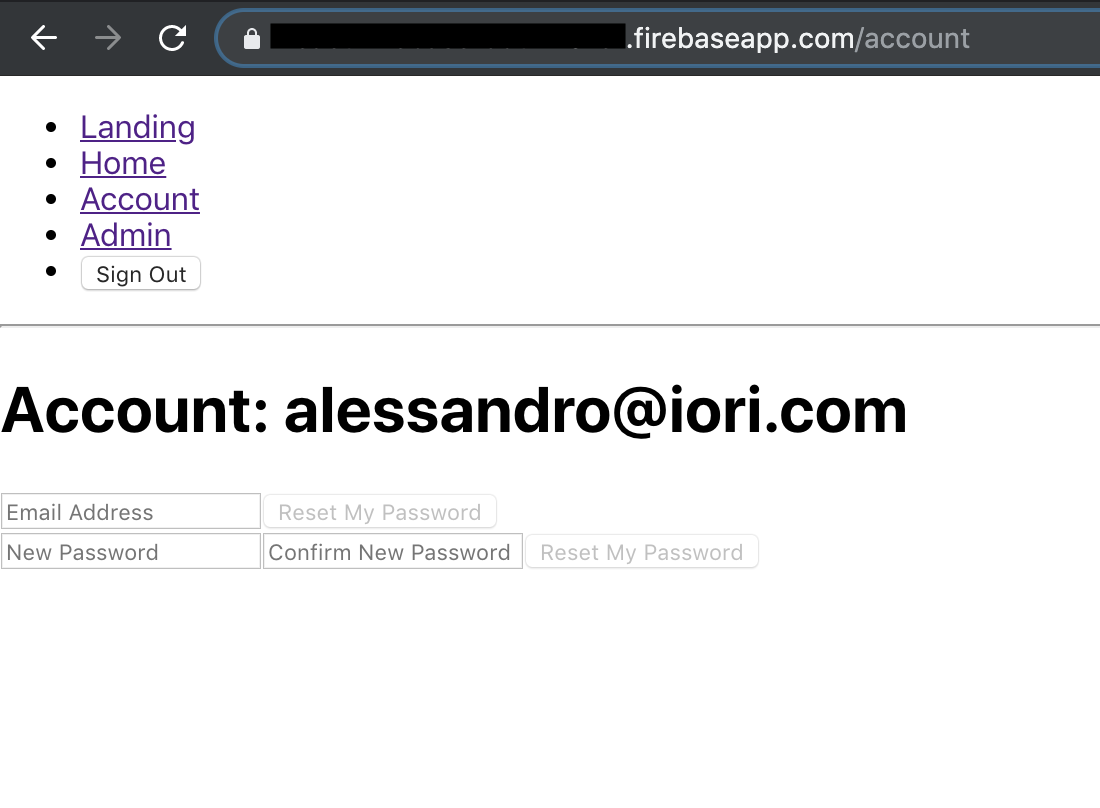 .firebaseapp.com/account
Landing
Home
Account
Admin
Sign Out
Account: alessandro@iori.com
Email Address Reset My Password
New Password Confirm New Password Reset My Password